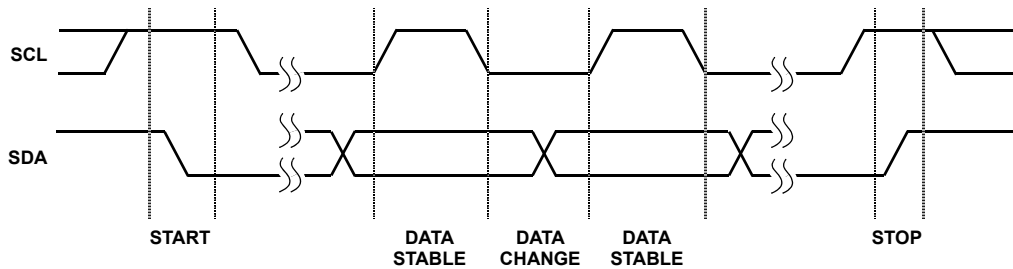 SCL
SDA
START
DATA
STABLE
DATA
CHANGE
DATA
STABLE
STOP